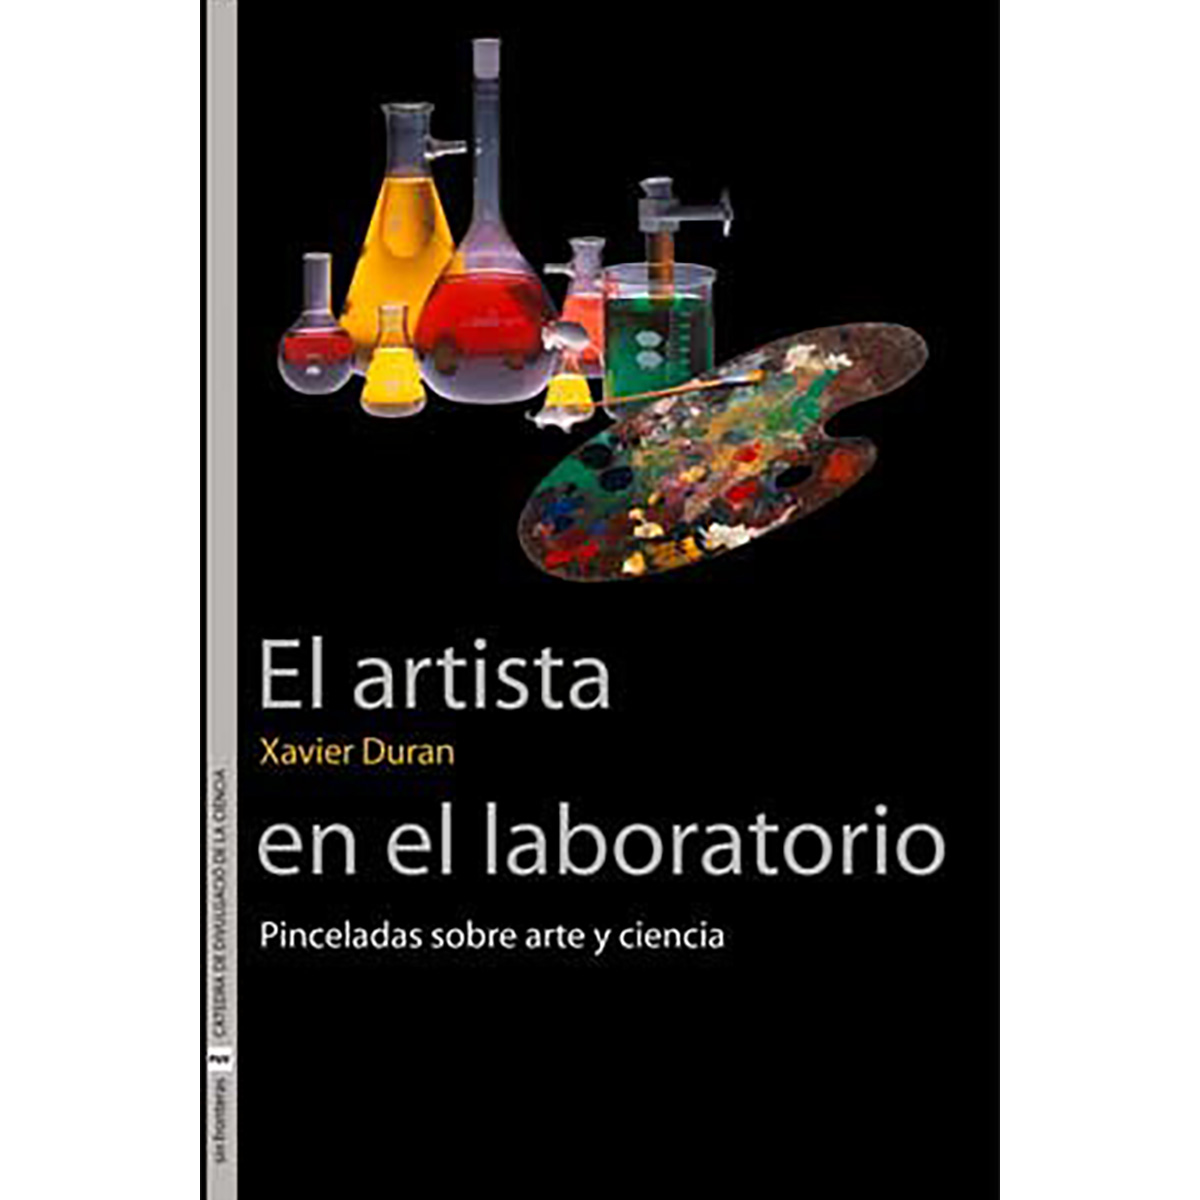 El artista
Xavier Duran
en el laboratorio
Pinceladas sobre arte y ciencia
CÀTEDRA DE DIVULGACIÓ DE LA CIÈNCIA
PUV
sin fronteras